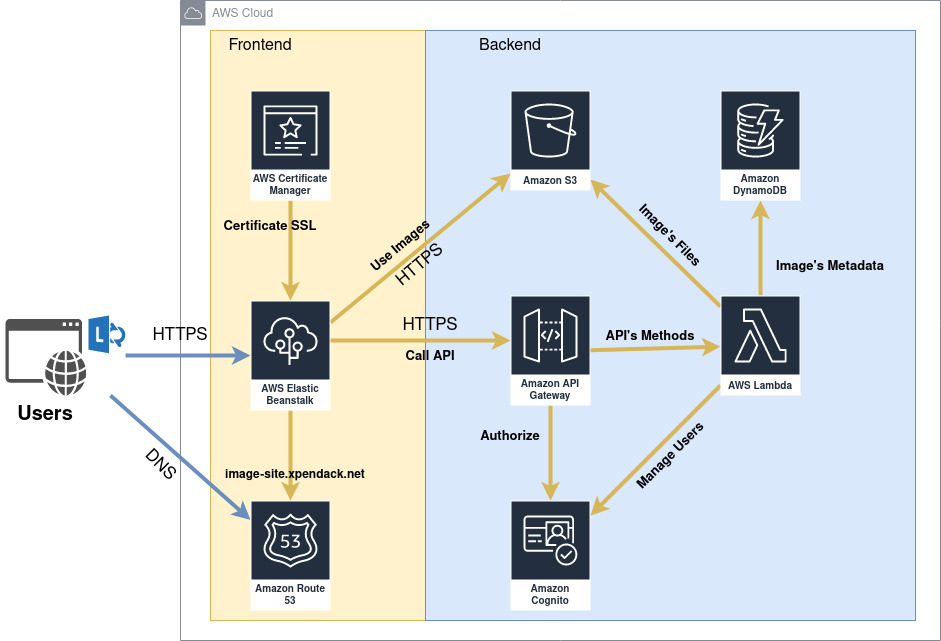 AWS Cloud
Frontend
Backend
AWS Certificate
Manager
Amazon S3
Amazon
DynamoDB
Certificate SSL
Use Images
HTTPS
Image's Files
Image's Metadata
HTTPS
L
HTTPS
Call API
API's Methods
AWS Elastic
Beanstalk
</>
Amazon API
Gateway
AWS Lambda
Users
DNS
Authorize
Manage Users
image-site.xpendack.net
53
Amazon Route
53
Amazon
Cognito